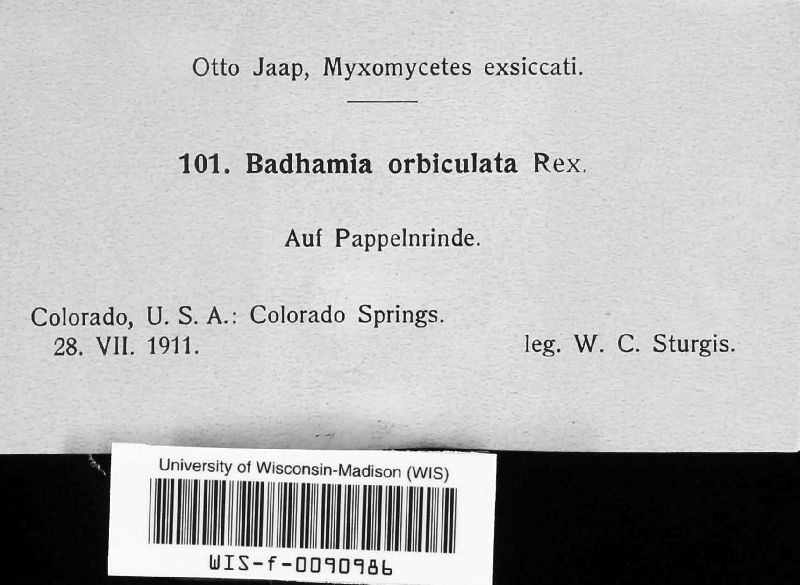 Otto Jaap, Myxomycetes exsiccati.
101. Badhamia orbiculata Rex.
Auf Pappelnrinde.
Colorado, U. S. A.: Colorado Springs.
28. VII. 1911. leg. W. C. Sturgis.
University of Wisconsin-Madison (WIS)
WIS-f-0090986